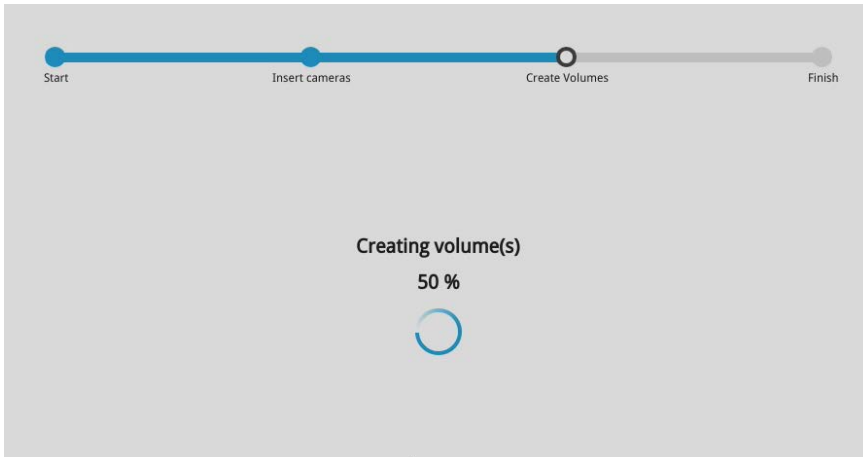 Start
Insert cameras
Create Volumes
Finish
Creating volume(s)
50 %